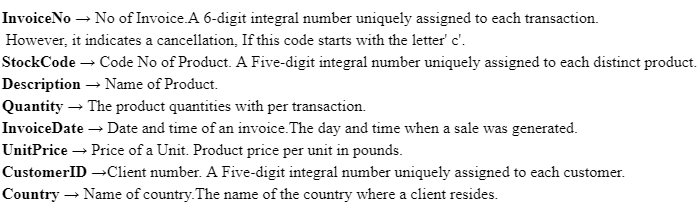 InvoiceNo → No of Invoice.A 6-digit integral number uniquely assigned to each transaction.
However, it indicates a cancellation, If this code starts with the letter' c'.
StockCode → Code No of Product. A Five-digit integral number uniquely assigned to each distinct product.
Description → Name of Product.
Quantity → The product quantities with per transaction.
InvoiceDate → Date and time of an invoice.The day and time when a sale was generated.
UnitPrice → Price of a Unit. Product price per unit in pounds.
CustomerID →Client number. A Five-digit integral number uniquely assigned to each customer.
Country → Name of country.The name of the country where a client resides.